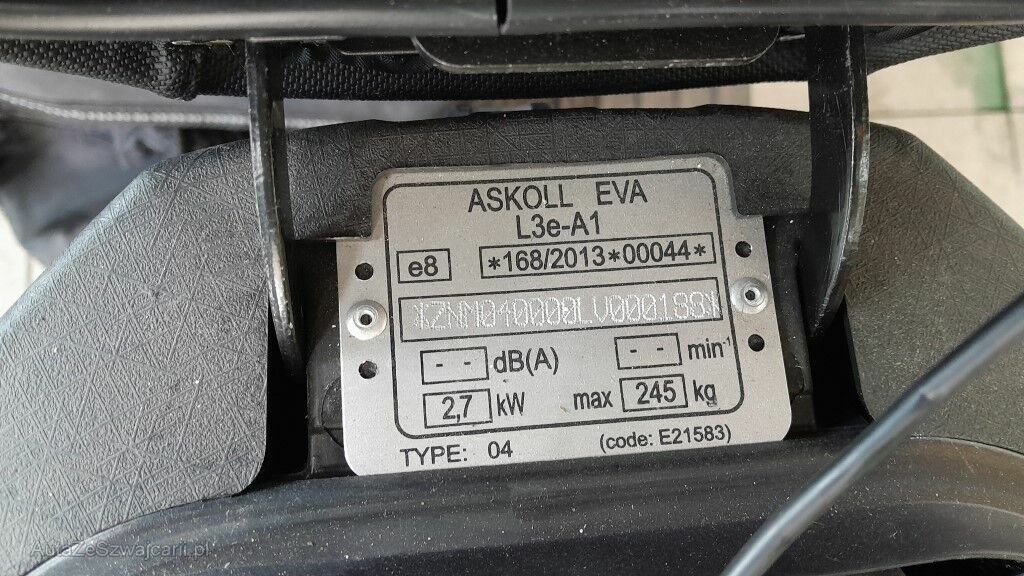 ASKOLL EVA
L3e-A1
e8 *168/2013*00044*
*ZNM040000LV000188*
-- dB(A) -- min-1
2,7 kW max 245 kg
TYPE: 04 (code: E21583)
AutaZeSzwajcarii.pl